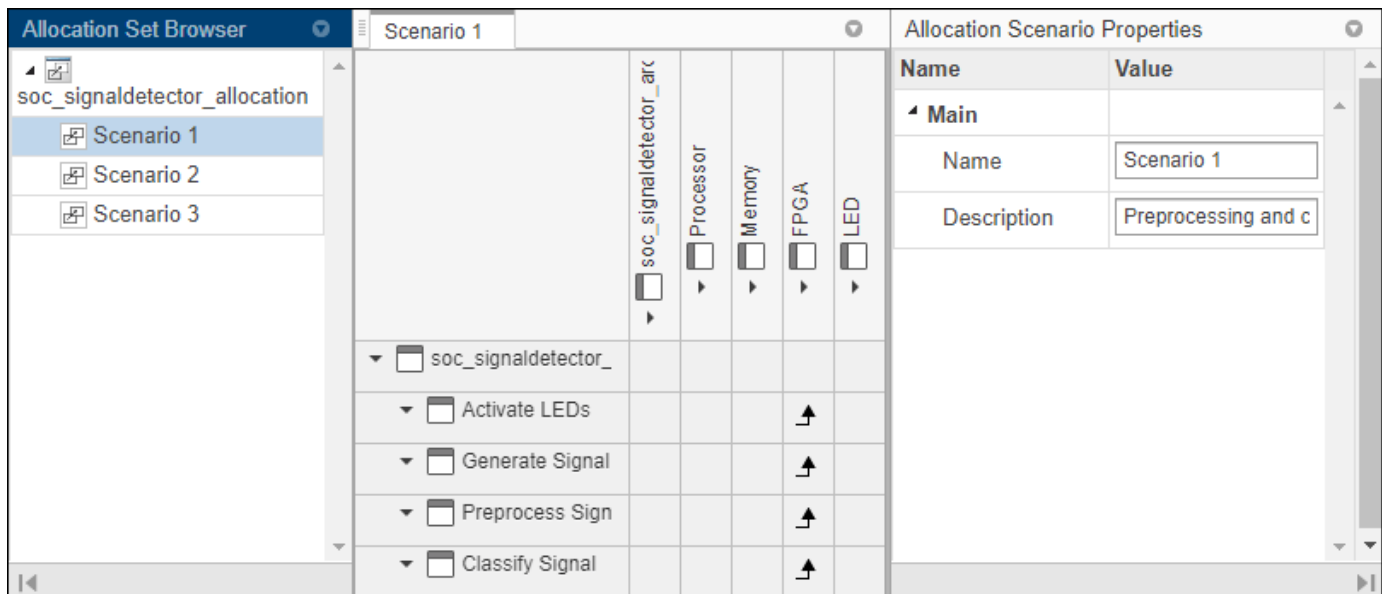 Allocation Set Browser
soc_signaldetector_allocation
Scenario 1
Scenario 2
Scenario 3
Scenario 1
soc_signaldetector_arc
Processor
Memory
FPGA
LED
soc_signaldetector_
Activate LEDs
Generate Signal
Preprocess Sign
Classify Signal
Allocation Scenario Properties
Name Value
Main
Name Scenario 1
Description Preprocessing and c